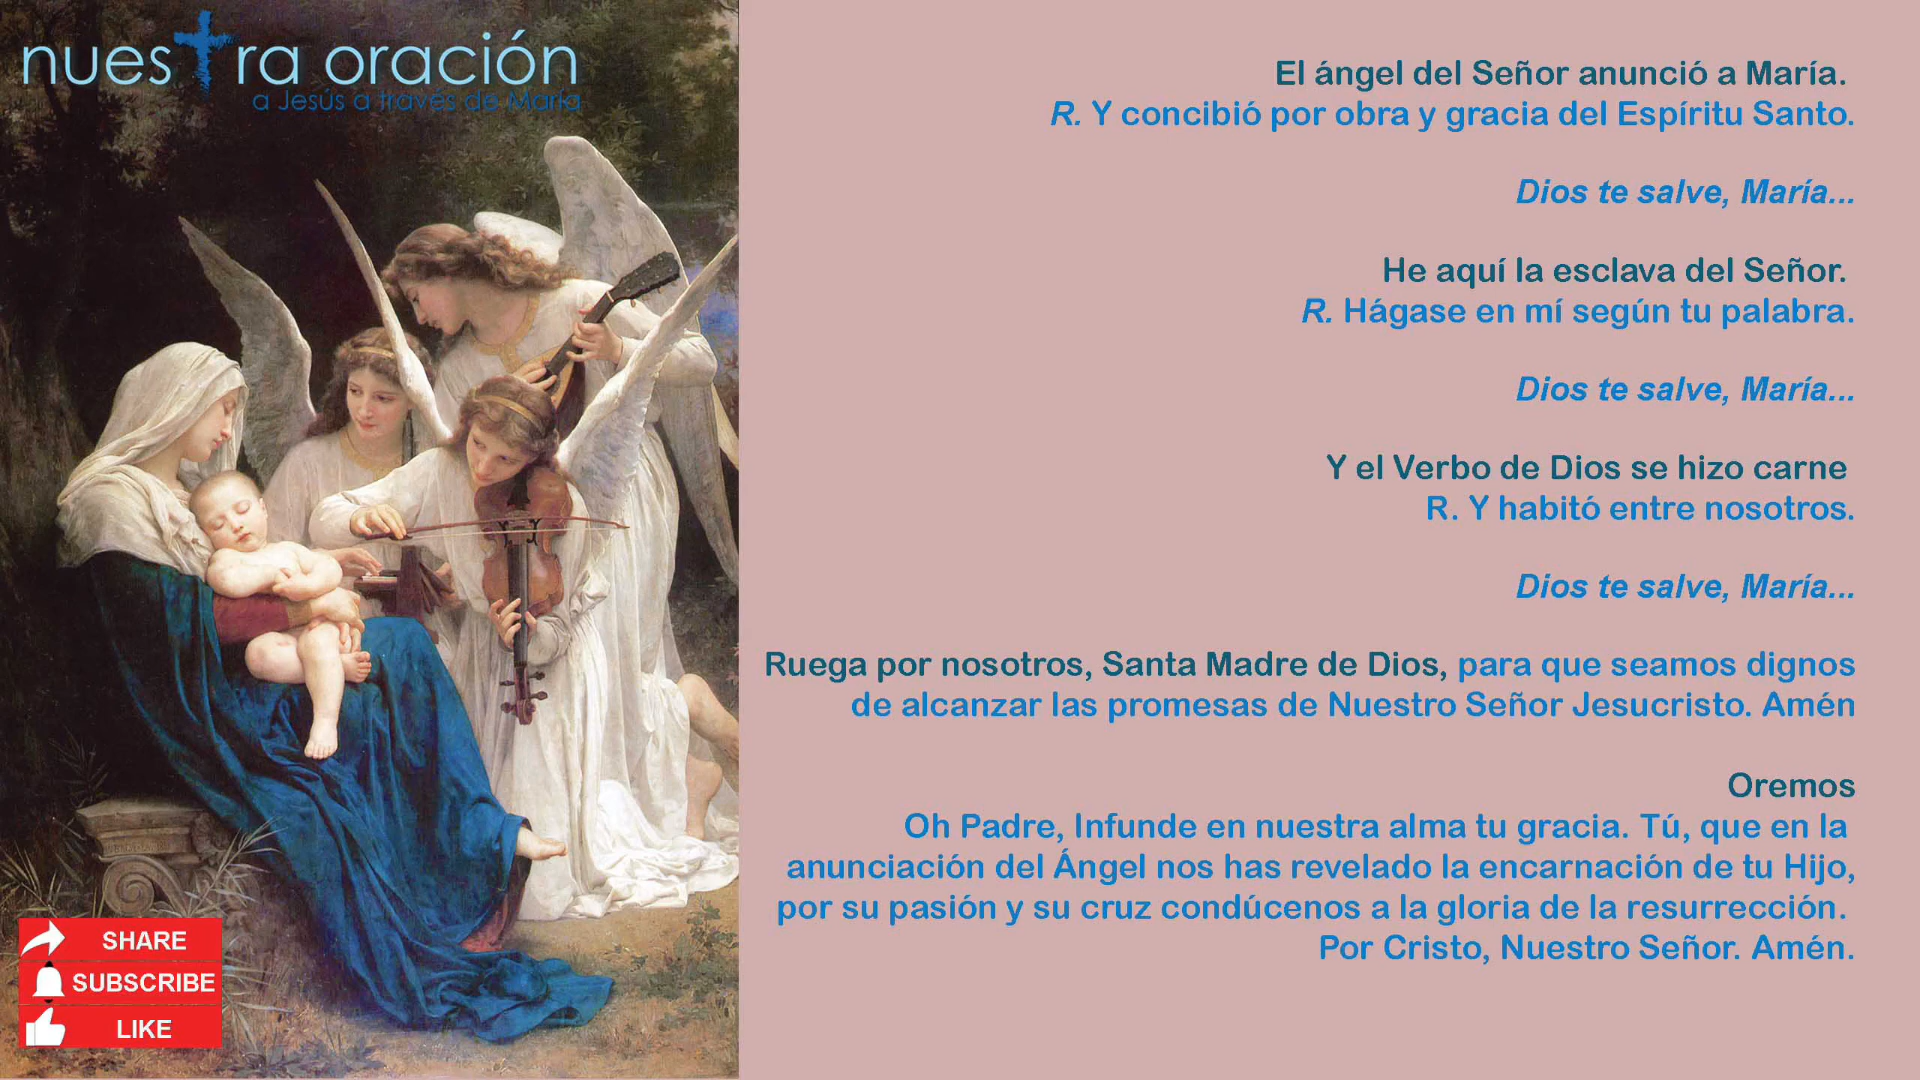 nuestra oración
a Jesús a través de María
El ángel del Señor anunció a María.
R. Y concibió por obra y gracia del Espíritu Santo.
Dios te salve, María...
He aquí la esclava del Señor.
R. Hágase en mí según tu palabra.
Dios te salve, María...
Y el Verbo de Dios se hizo carne
R. Y habitó entre nosotros.
Dios te salve, María...
Ruega por nosotros, Santa Madre de Dios, para que seamos dignos
de alcanzar las promesas de Nuestro Señor Jesucristo. Amén
Oremos
Oh Padre, Infunde en nuestra alma tu gracia. Tú, que en la
anunciación del Ángel nos has revelado la encarnación de tu Hijo,
por su pasión y su cruz condúcenos a la gloria de la resurrección.
Por Cristo, Nuestro Señor. Amén.
SHARE
SUBSCRIBE
LIKE